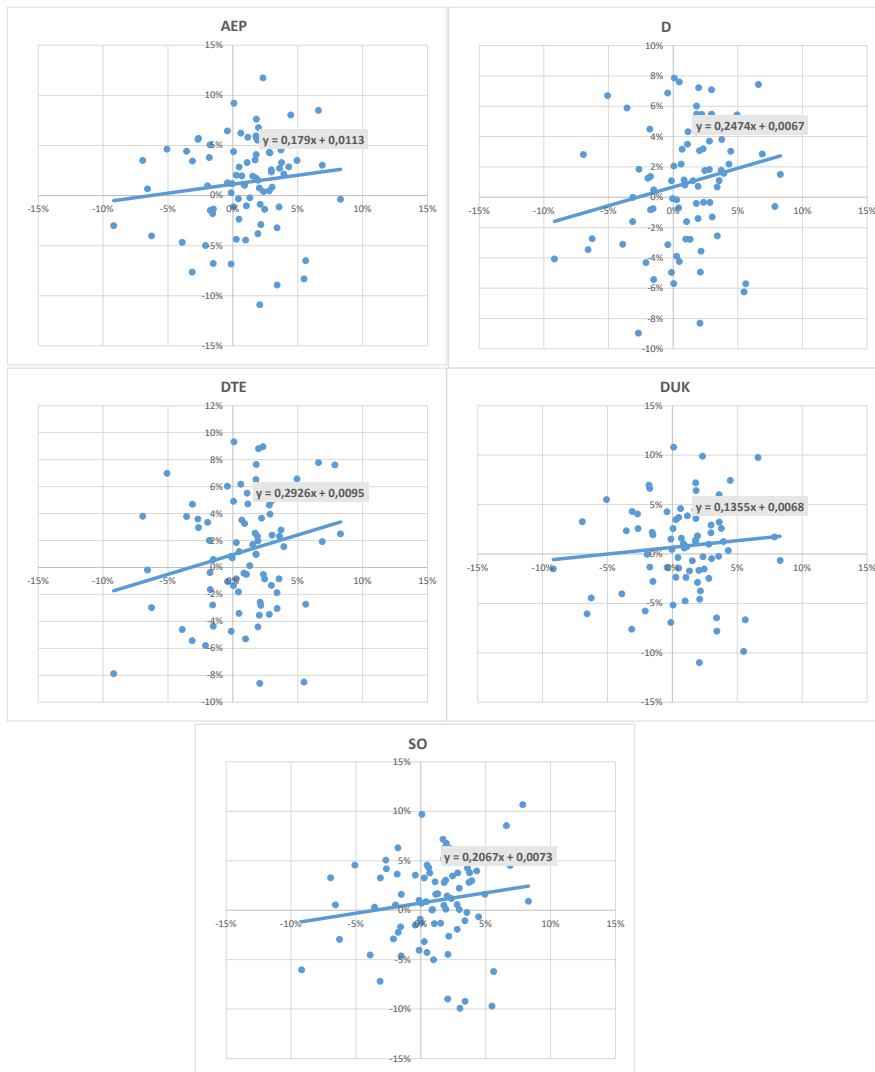 AEP
15%
10%
5%
y = 0,179x + 0,0113
0%
-15% -10% -5% 0% 5% 10% 15%
-5%
-10%
-15%
D
10%
8%
6%
y = 0,2474x + 0,0067
4%
2%
0%
-15% -10% -5% 0% 5% 10% 15%
-2%
-4%
-6%
-8%
-10%
DTE
12%
10%
8%
6%
y = 0,2926x + 0,0095
4%
2%
0%
-15% -10% -5% 0% 5% 10% 15%
-2%
-4%
-6%
-8%
-10%
DUK
15%
10%
5%
y = 0,1355x + 0,0068
0%
-15% -10% -5% 0% 5% 10% 15%
-5%
-10%
-15%
SO
15%
10%
5%
y = 0,2067x + 0,0073
0%
-15% -10% -5% 0% 5% 10% 15%
-5%
-10%
-15%